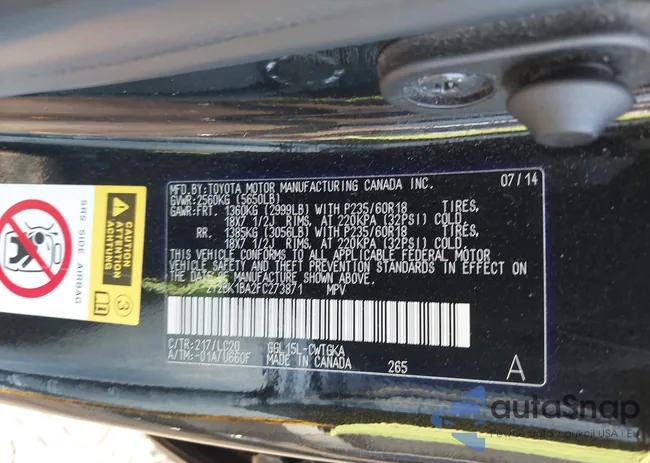 MFD.BY:TOYOTA MOTOR MANUFACTURING CANADA INC. 07/14
GVWR:2560KG (5650LB)
GAWR:FRT. 1360KG (2999LB) WITH P235/60R18 TIRES,
18X7 1/2J RIMS, AT 220KPA (32PSI) COLD.
RR. 1385KG (3056LB) WITH P235/60R18 TIRES,
18X7 1/2J RIMS, AT 220KPA (32PSI) COLD.
THIS VEHICLE CONFORMS TO ALL APPLICABLE FEDERAL MOTOR
VEHICLE SAFETY AND THEFT PREVENTION STANDARDS IN EFFECT ON
THE DATE OF MANUFACTURE SHOWN ABOVE.
2T2BK1BA2FC273871 MPV
C/TR:217/LC20 GGL15L-CWTGKA
A/TM:-01A/U660F MADE IN CANADA 265 A
SRS SIDE AIRBAG
CAUTION
ATTENTION
3
autoSnap
aukcji USA i EU